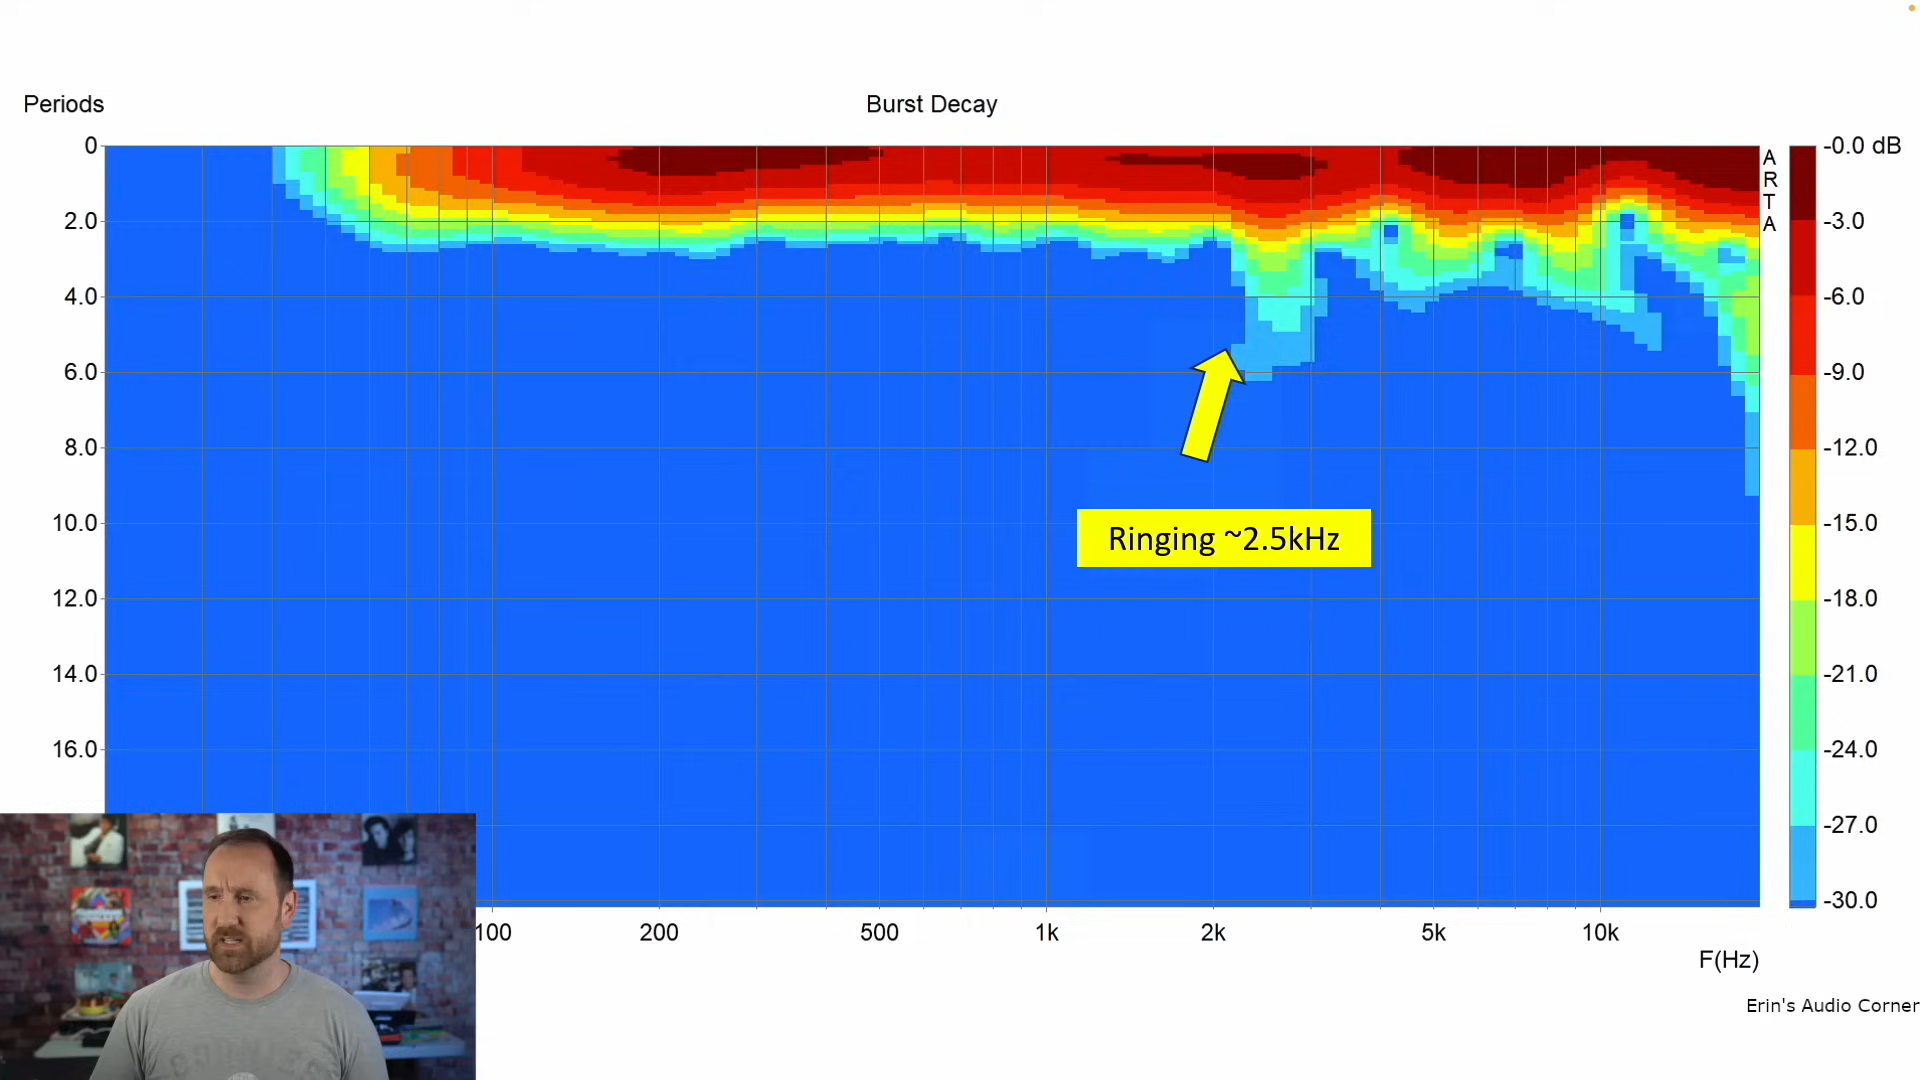 Periods
Burst Decay
0
2.0
4.0
6.0
8.0
10.0
12.0
14.0
16.0
A
R
T
A
-0.0 dB
-3.0
-6.0
-9.0
-12.0
-15.0
-18.0
-21.0
-24.0
-27.0
-30.0
Ringing ~2.5kHz
100 200 500 1k 2k 5k 10k
F(Hz)
Erin's Audio Corner